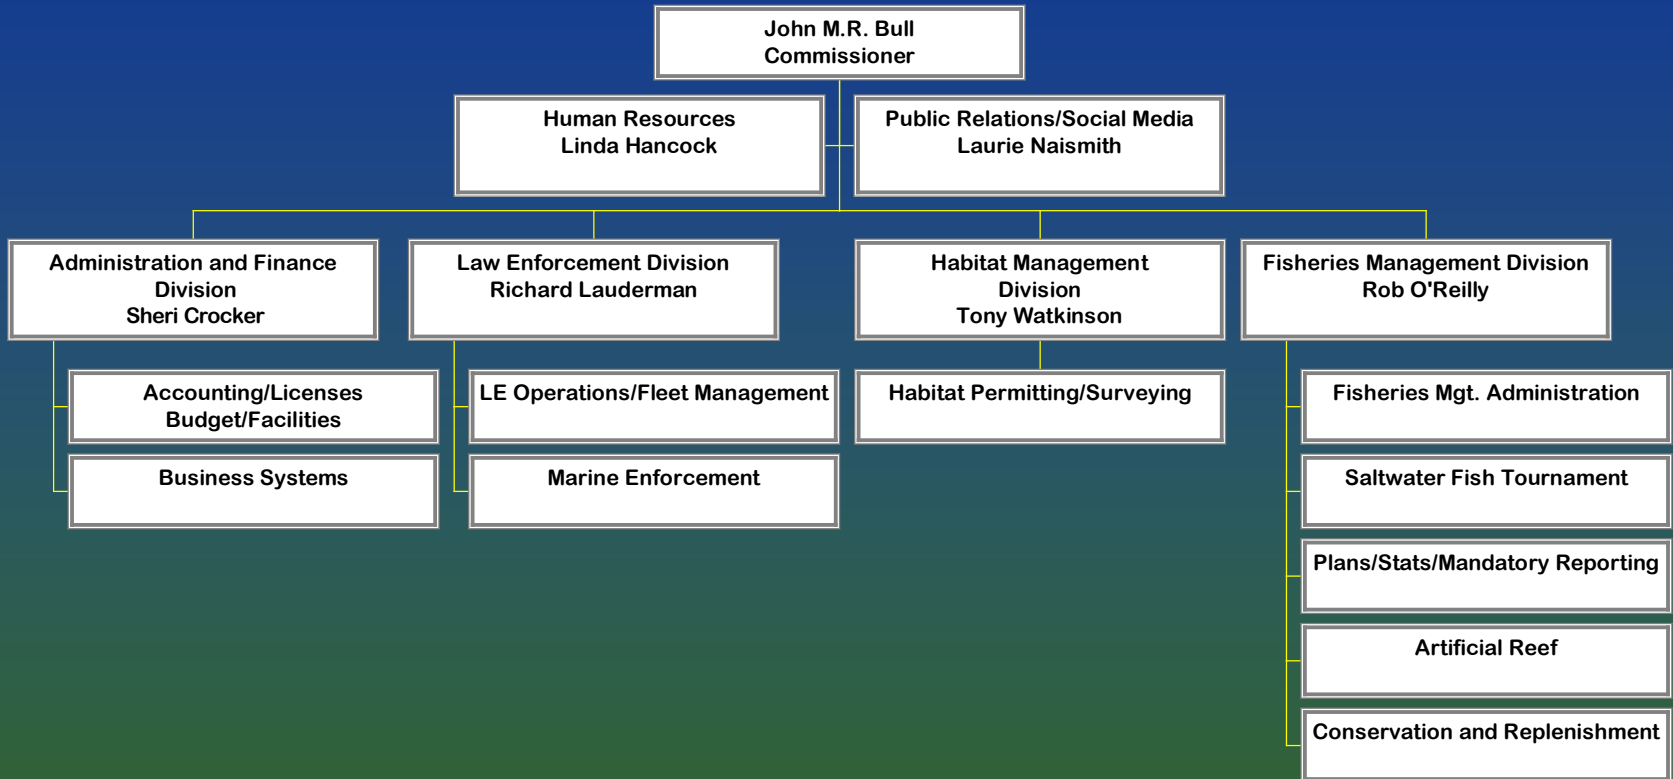 John M.R. Bull
Commissioner
Human Resources
Linda Hancock
Public Relations/Social Media
Laurie Naismith
Administration and Finance
Division
Sheri Crocker
Law Enforcement Division
Richard Lauderman
Habitat Management
Division
Tony Watkinson
Fisheries Management Division
Rob O'Reilly
Accounting/Licenses
Budget/Facilities
Business Systems
LE Operations/Fleet Management
Marine Enforcement
Habitat Permitting/Surveying
Fisheries Mgt. Administration
Saltwater Fish Tournament
Plans/Stats/Mandatory Reporting
Artificial Reef
Conservation and Replenishment